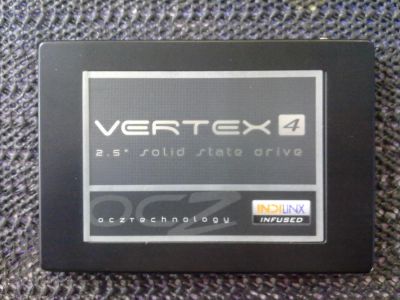 VERTEX 4
2.5" solid state drive
OCZ
OCZTECHNOLOGY
INDILINX
INFUSED